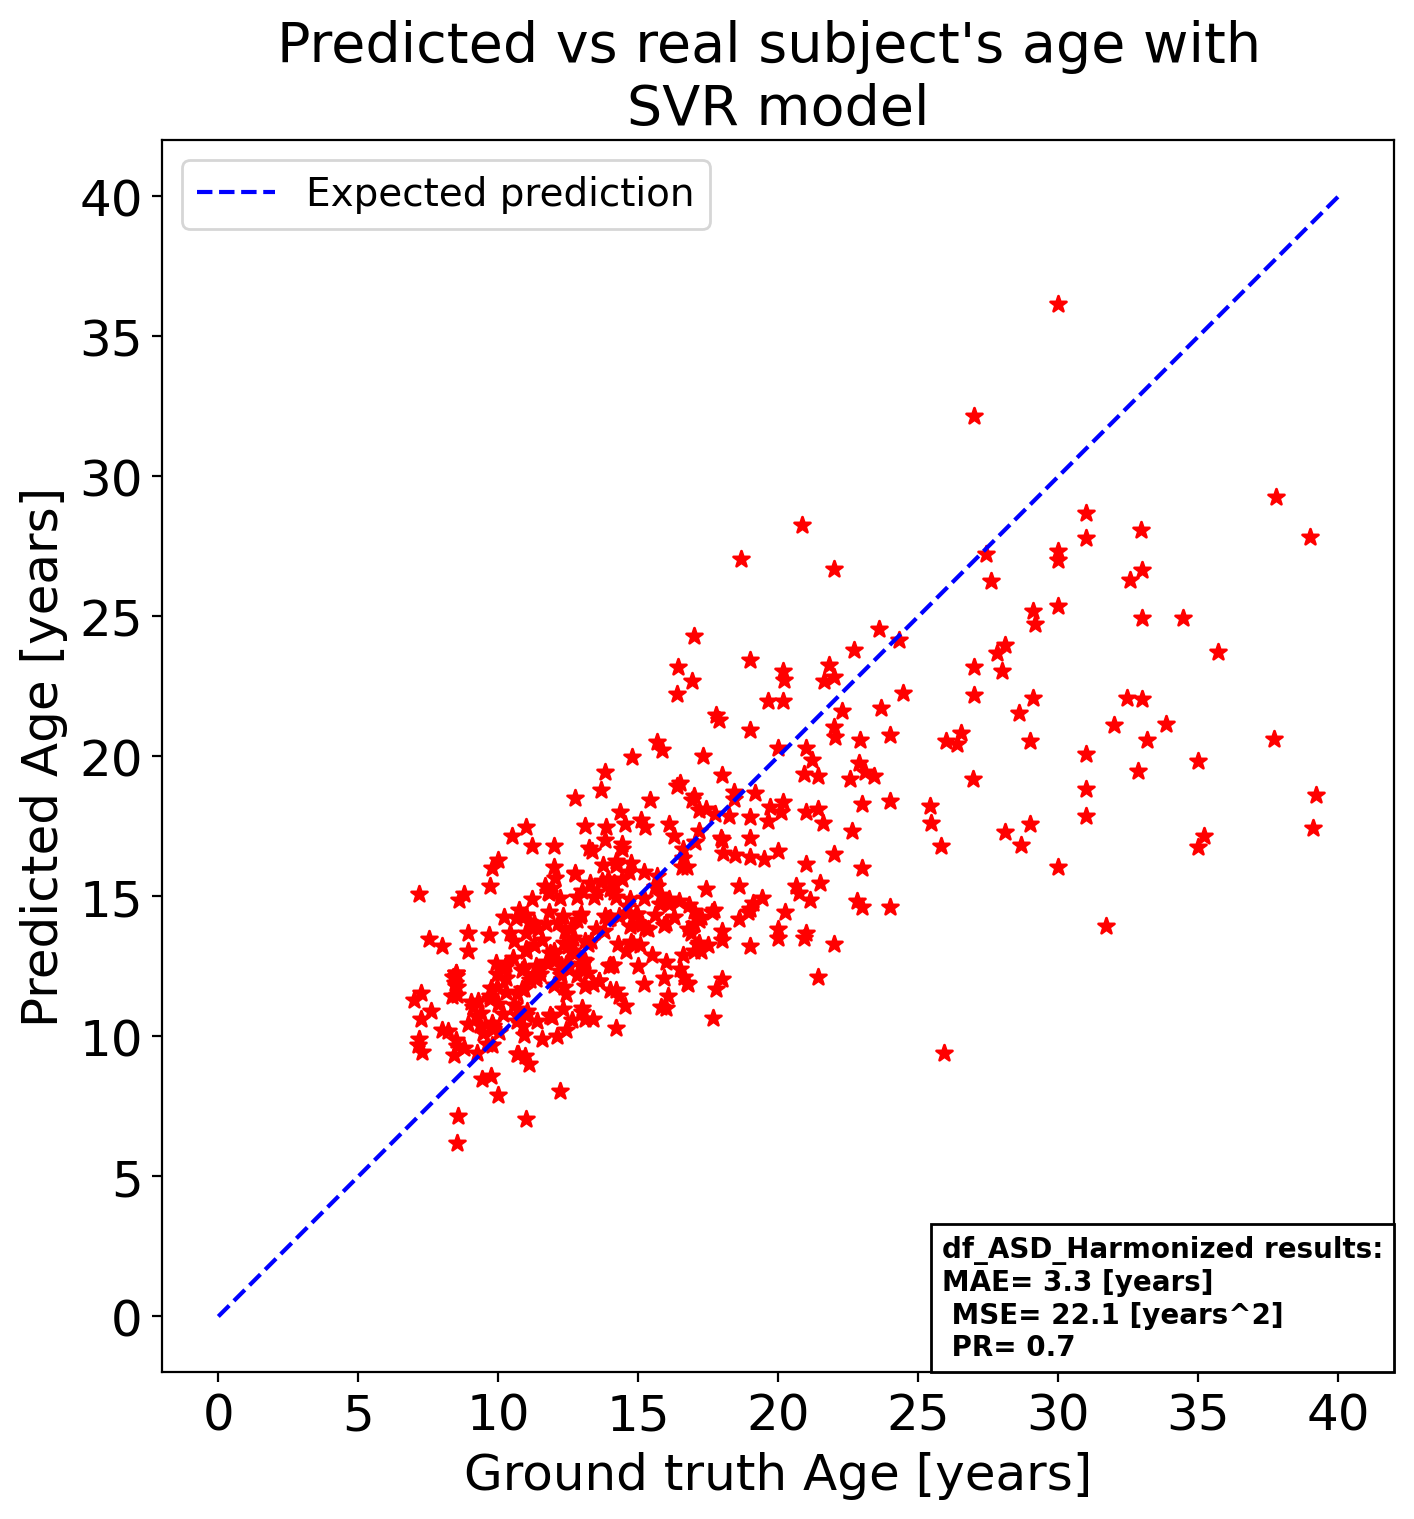 Predicted vs real subject's age with
SVR model
Expected prediction
40
35
30
25
20
15
10
5
0
Predicted Age [years]
df_ASD_Harmonized results:
MAE= 3.3 [years]
MSE= 22.1 [years^2]
PR= 0.7
0 5 10 15 20 25 30 35 40
Ground truth Age [years]